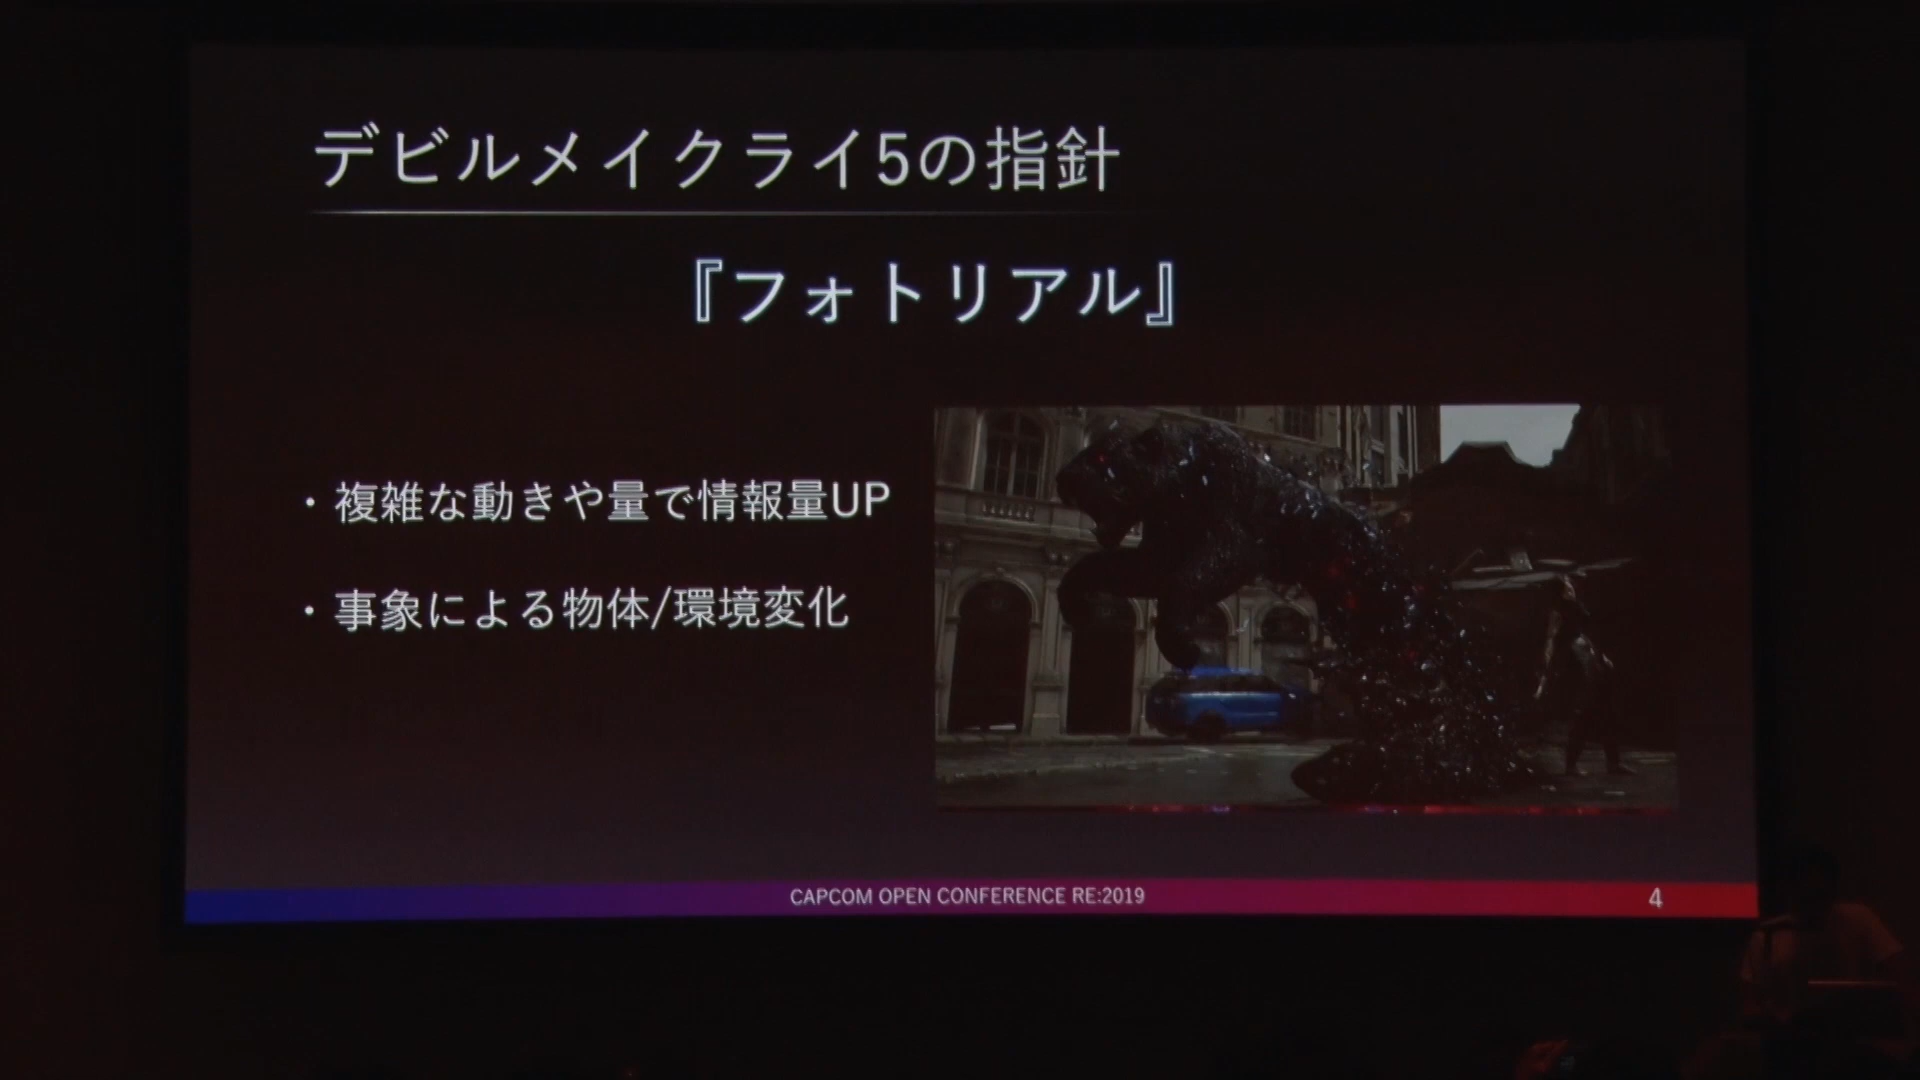 デビルメイクライ5の指針
『フォトリアル』
・複雑な動きや量で情報量UP
・事象による物体/環境変化
CAPCOM OPEN CONFERENCE RE:2019
4